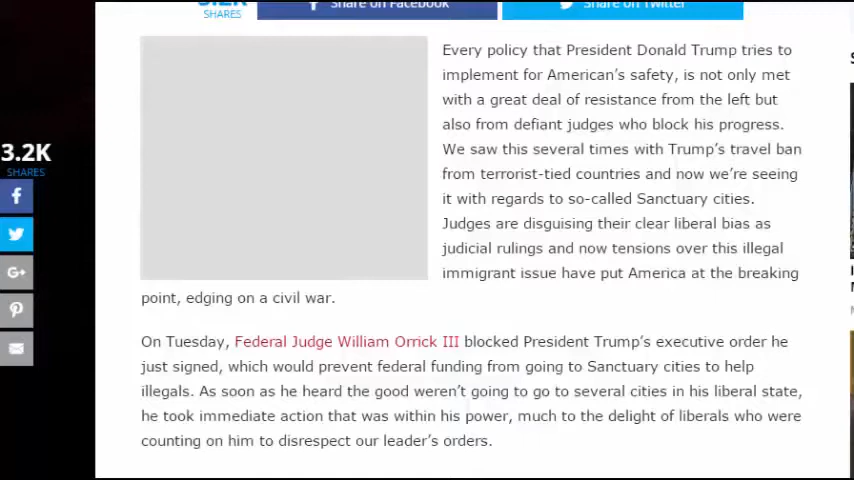 3.2K
SHARES
Share on Facebook
Share on Twitter
3.2K
SHARES
Every policy that President Donald Trump tries to
implement for American's safety, is not only met
with a great deal of resistance from the left but
also from defiant judges who block his progress.
We saw this several times with Trump's travel ban
from terrorist-tied countries and now we're seeing
it with regards to so-called Sanctuary cities.
Judges are disguising their clear liberal bias as
judicial rulings and now tensions over this illegal
immigrant issue have put America at the breaking
point, edging on a civil war.
On Tuesday, Federal Judge William Orrick III blocked President Trump's executive order he
just signed, which would prevent federal funding from going to Sanctuary cities to help
illegals. As soon as he heard the good weren't going to go to several cities in his liberal state,
he took immediate action that was within his power, much to the delight of liberals who were
counting on him to disrespect our leader's orders.